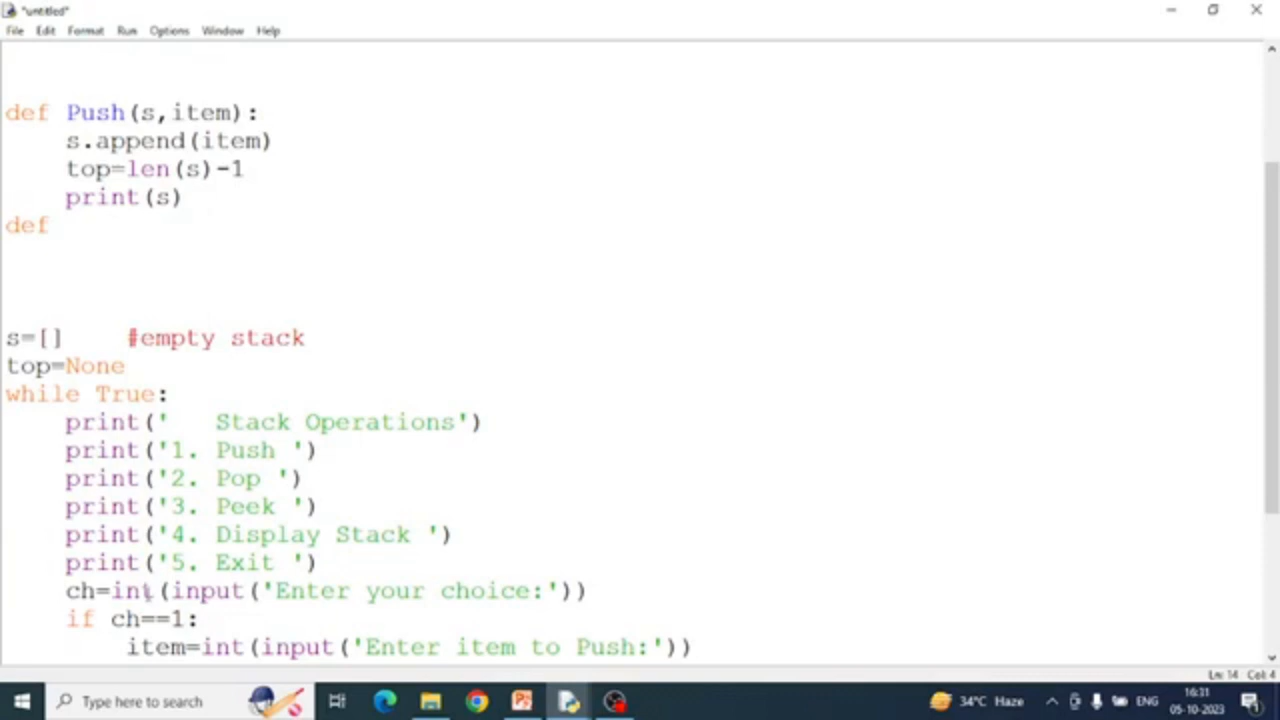 *untitled*
File Edit Format Run Options Window Help
def Push(s,item):
    s.append(item)
    top=len(s)-1
    print(s)
def
s=[]    #empty stack
top=None
while True:
    print('   Stack Operations')
    print('1. Push ')
    print('2. Pop ')
    print('3. Peek ')
    print('4. Display Stack ')
    print('5. Exit ')
    ch=int(input('Enter your choice:'))
    if ch==1:
        item=int(input('Enter item to Push:'))
Ln: 14 Col: 4
Type here to search
34°C Haze
ENG
16:31
05-10-2023